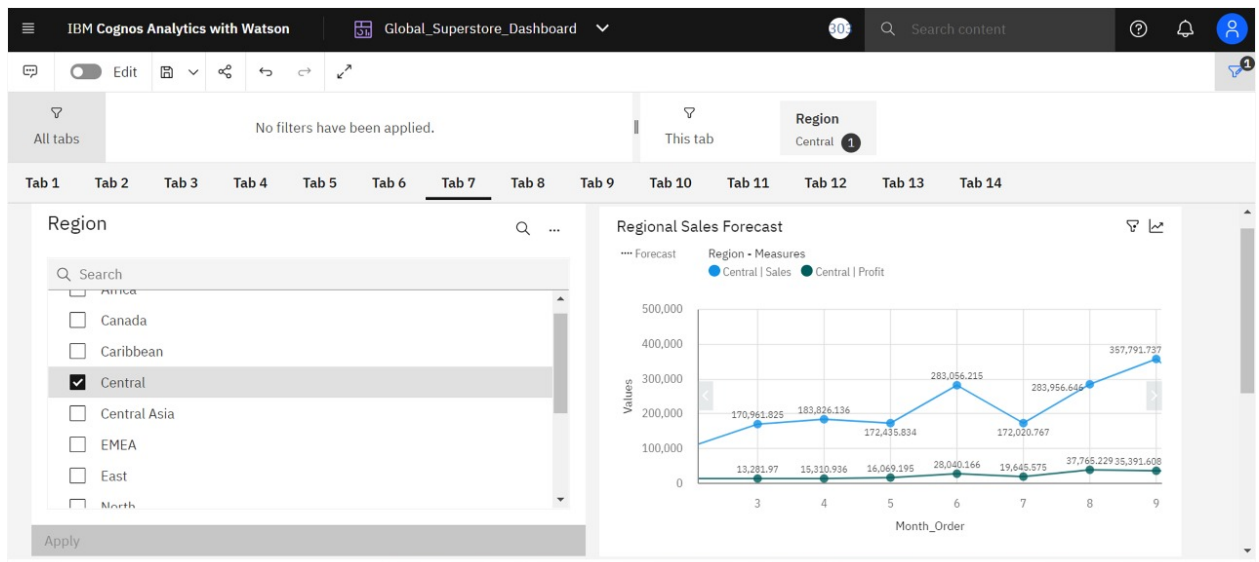 IBM Cognos Analytics with Watson
Global_Superstore_Dashboard
303
Search content
Edit
1
All tabs
No filters have been applied.
This tab
Region
Central 1
Tab 1 Tab 2 Tab 3 Tab 4 Tab 5 Tab 6 Tab 7 Tab 8 Tab 9 Tab 10 Tab 11 Tab 12 Tab 13 Tab 14
Region
Search
Africa
Canada
Caribbean
Central
Central Asia
EMEA
East
North
Apply
Regional Sales Forecast
Forecast
Region - Measures
Central | Sales Central | Profit
Values
500,000
400,000
300,000
200,000
100,000
0
170,961.825
183,826.136
172,435.834
283,056.215
172,020.767
283,956.646
357,791.737
13,281.97
15,310.936
16,069.195
28,040.166
19,645.575
37,765.229
35,391.608
3 4 5 6 7 8 9
Month_Order